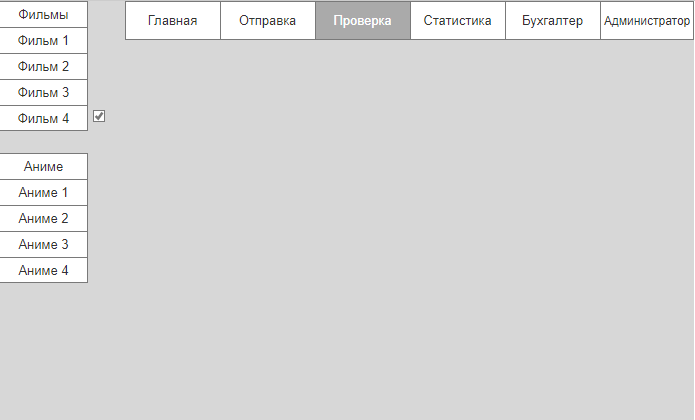 Фильмы
Фильм 1
Фильм 2
Фильм 3
Фильм 4
Аниме
Аниме 1
Аниме 2
Аниме 3
Аниме 4
Главная Отправка Проверка Статистика Бухгалтер Администратор